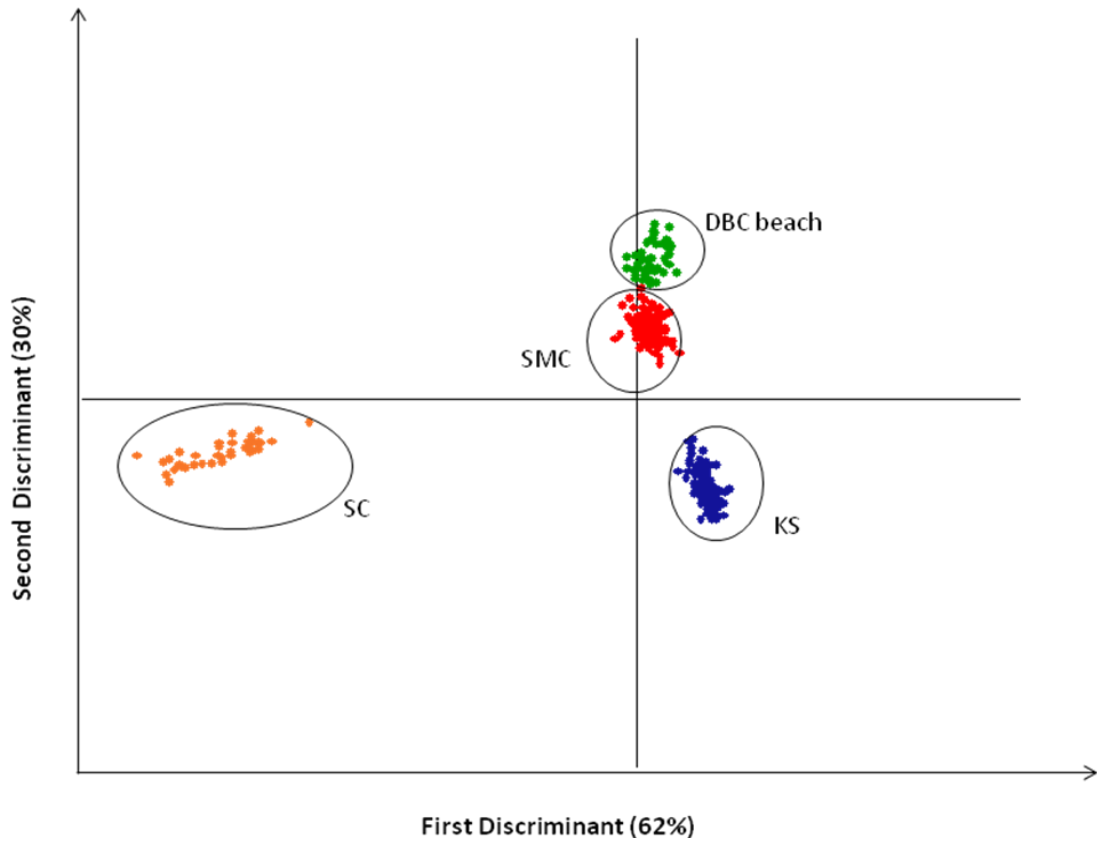 DBC beach
SMC
SC
KS
Second Discriminant (30%)
First Discriminant (62%)